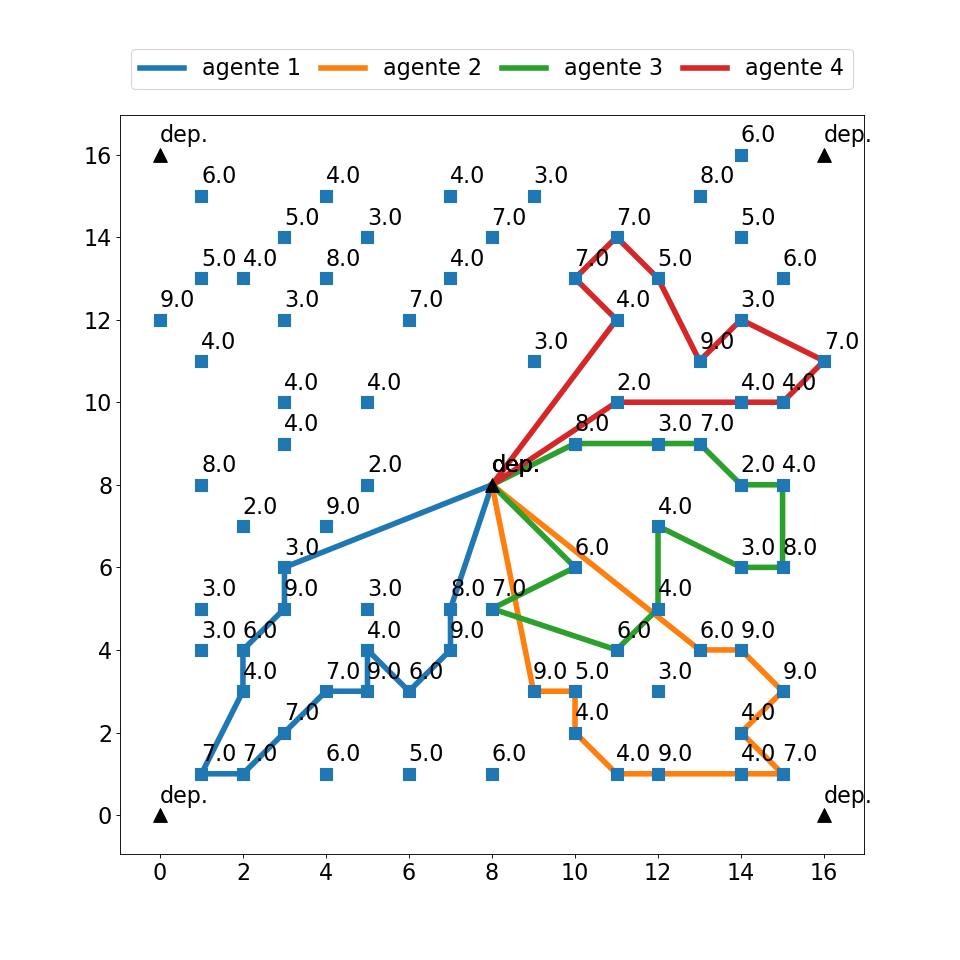 agente 1 agente 2 agente 3 agente 4
6.0
dep. dep.
16
6.0 4.0 4.0 3.0 8.0
5.0 3.0 7.0 7.0 5.0
14
5.0 4.0 8.0 4.0 7.0 5.0 6.0
9.0 3.0 7.0 4.0 3.0
12
4.0 3.0 9.0 7.0
4.0 4.0 2.0 4.0 4.0
10
4.0 8.0 3.0 7.0
8.0 2.0 dep. 2.0 4.0
8
2.0 9.0 4.0
3.0 6.0 3.0 8.0
6
3.0 9.0 3.0 8.0 7.0 4.0
3.0 6.0 4.0 9.0 6.0 6.0 9.0
4
4.0 7.0 9.0 6.0 9.0 5.0 3.0 9.0
7.0 4.0 4.0
2
7.0 7.0 6.0 5.0 6.0 4.0 9.0 4.0 7.0
dep. dep.
0
0 2 4 6 8 10 12 14 16